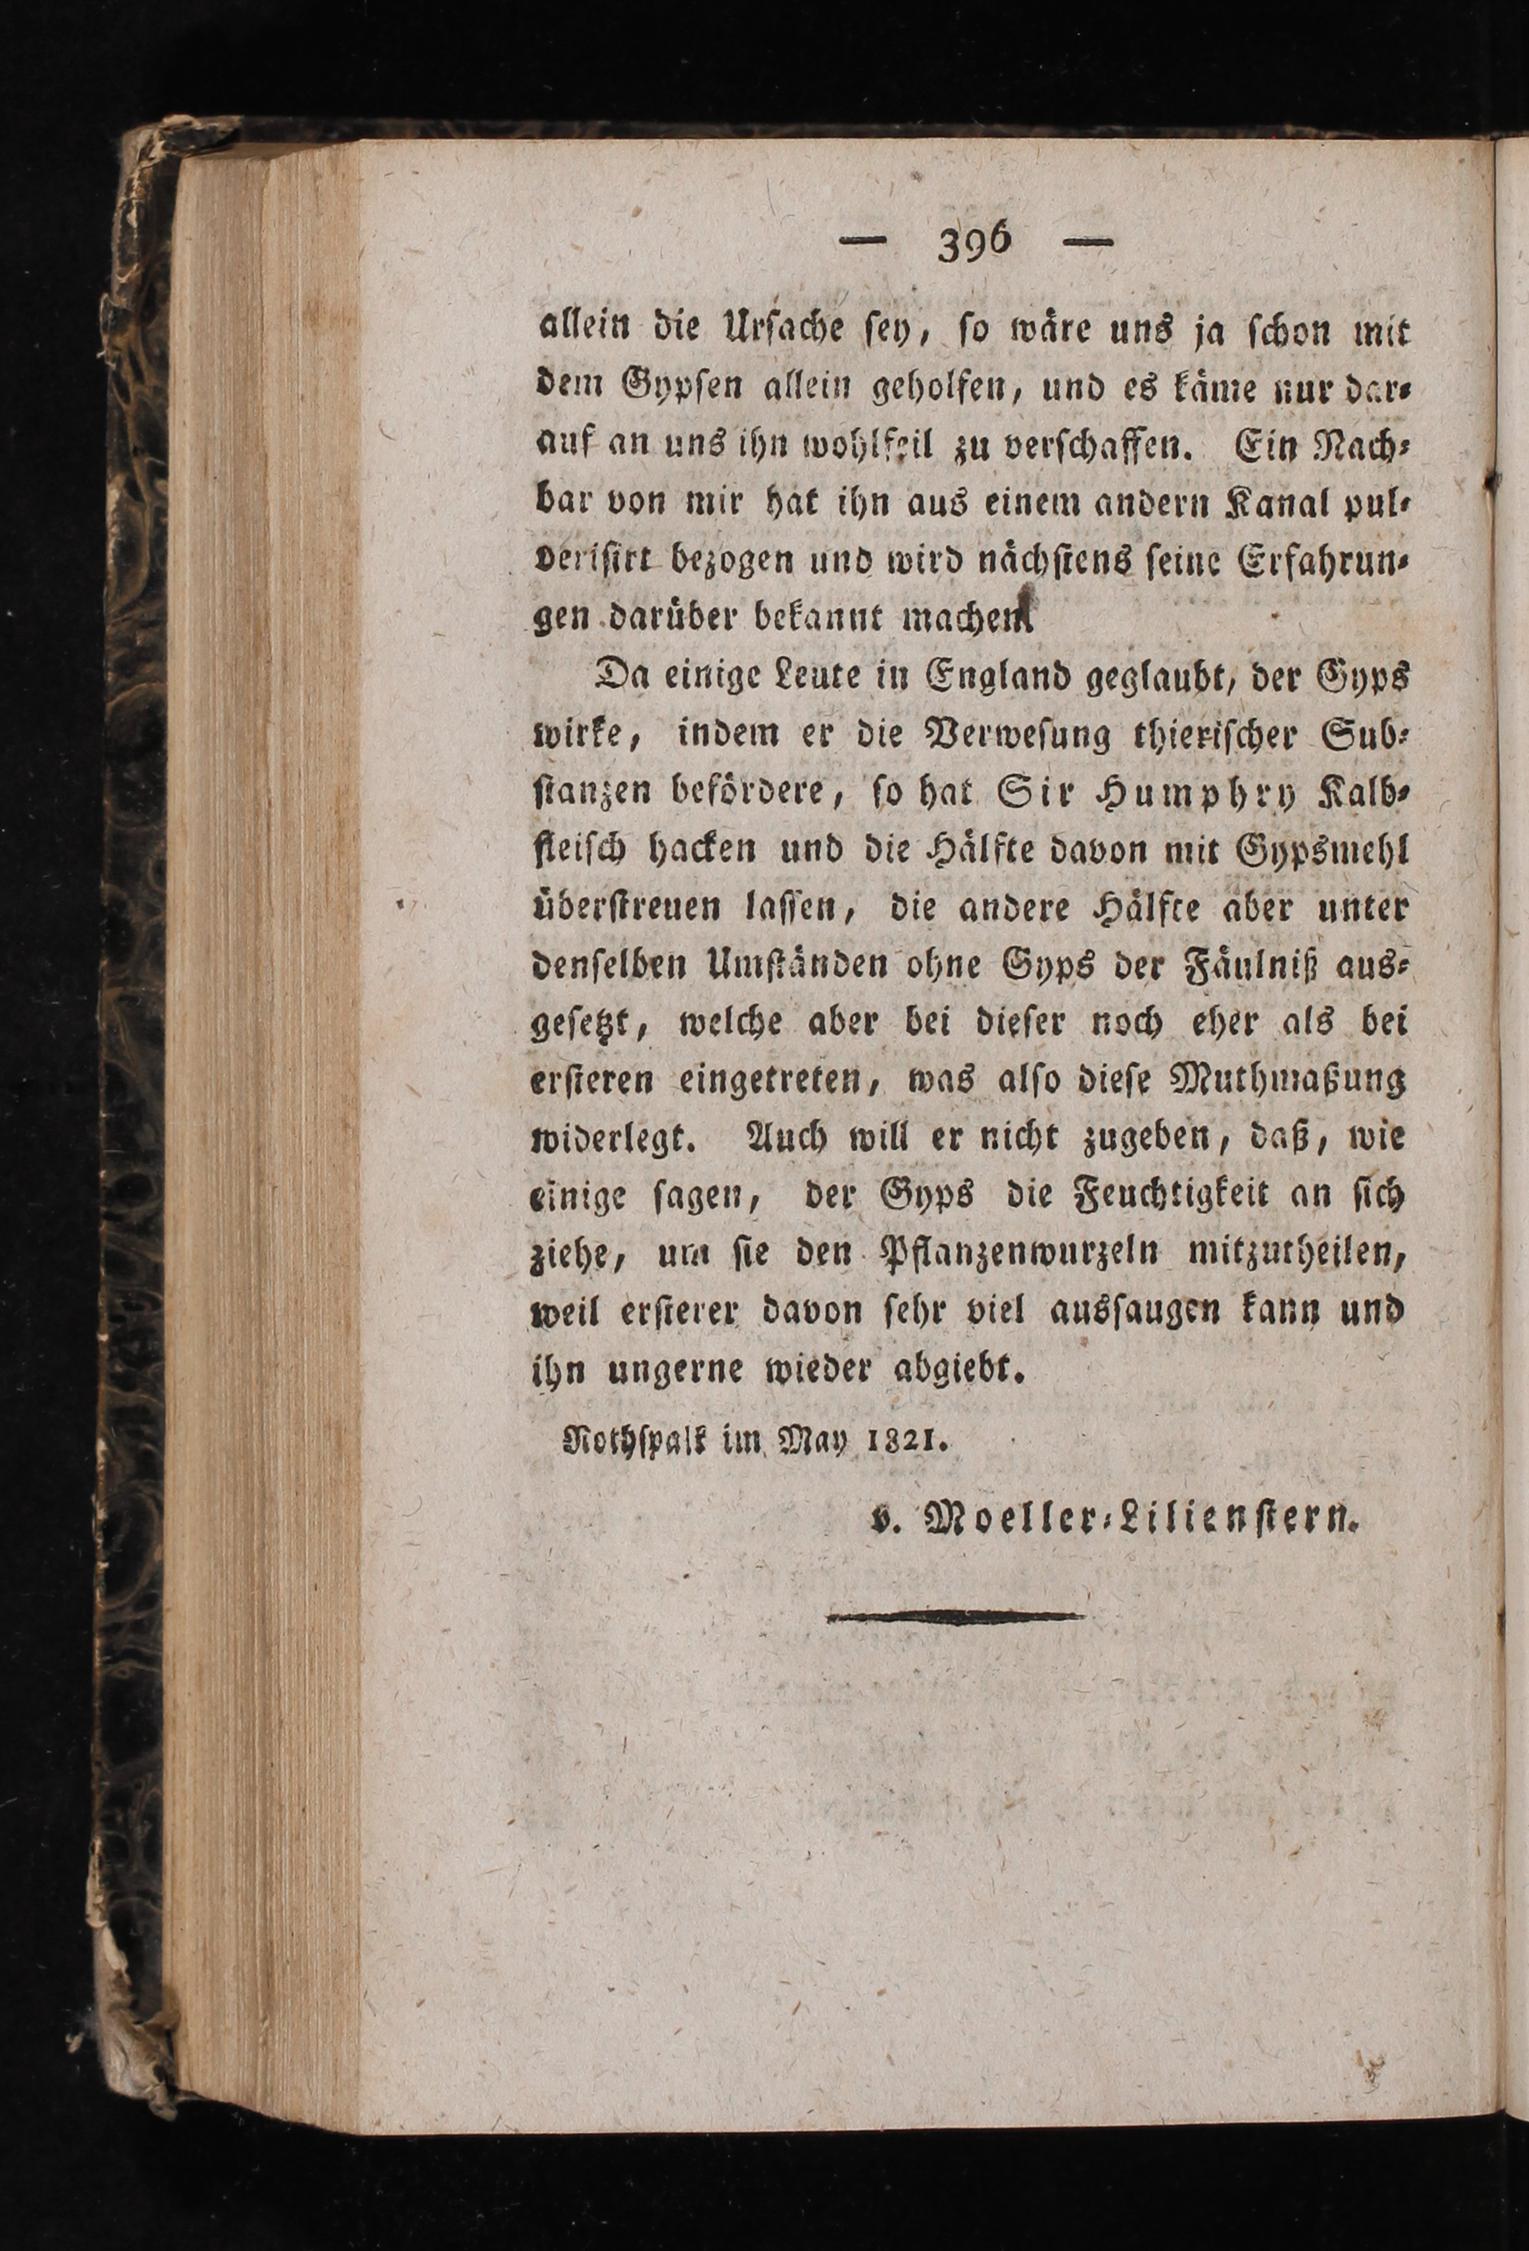 — 396 —
allein die Urſache ſey, ſo wäre uns ja ſchon mit
dem Gypſen allein geholfen, und es käme nur dar⸗
auf an uns ihn wohlfeil zu verſchaffen. Ein Nach⸗
bar von mir hat ihn aus einem andern Kanal pul⸗
veriſirt bezogen und wird nächſtens ſeine Erfahrun⸗
gen darüber bekannt machen
Da einige Leute in England geglaubt, der Gyps
wirke, indem er die Verweſung thieriſcher Sub⸗
ſtanzen befördere, ſo hat Sir Humphry Kalb⸗
fleiſch hacken und die Hälfte davon mit Gypsmehl
überſtreuen laſſen, die andere Hälfte aber unter
denſelben Umſtänden ohne Gyps der Fäulniß aus⸗
geſetzt, welche aber bei dieſer noch eher als bei
erſteren eingetreten, was alſo dieſe Muthmaßung
widerlegt. Auch will er nicht zugeben, daß, wie
einige ſagen, der Gyps die Feuchtigkeit an ſich
ziehe, um ſie den Pflanzenwurzeln mitzutheilen,
weil erſterer davon ſehr viel ausſaugen kann und
ihn ungerne wieder abgiebt.
Rothſpalk im May 1821.
v. Moeller⸗Lilienſtern.